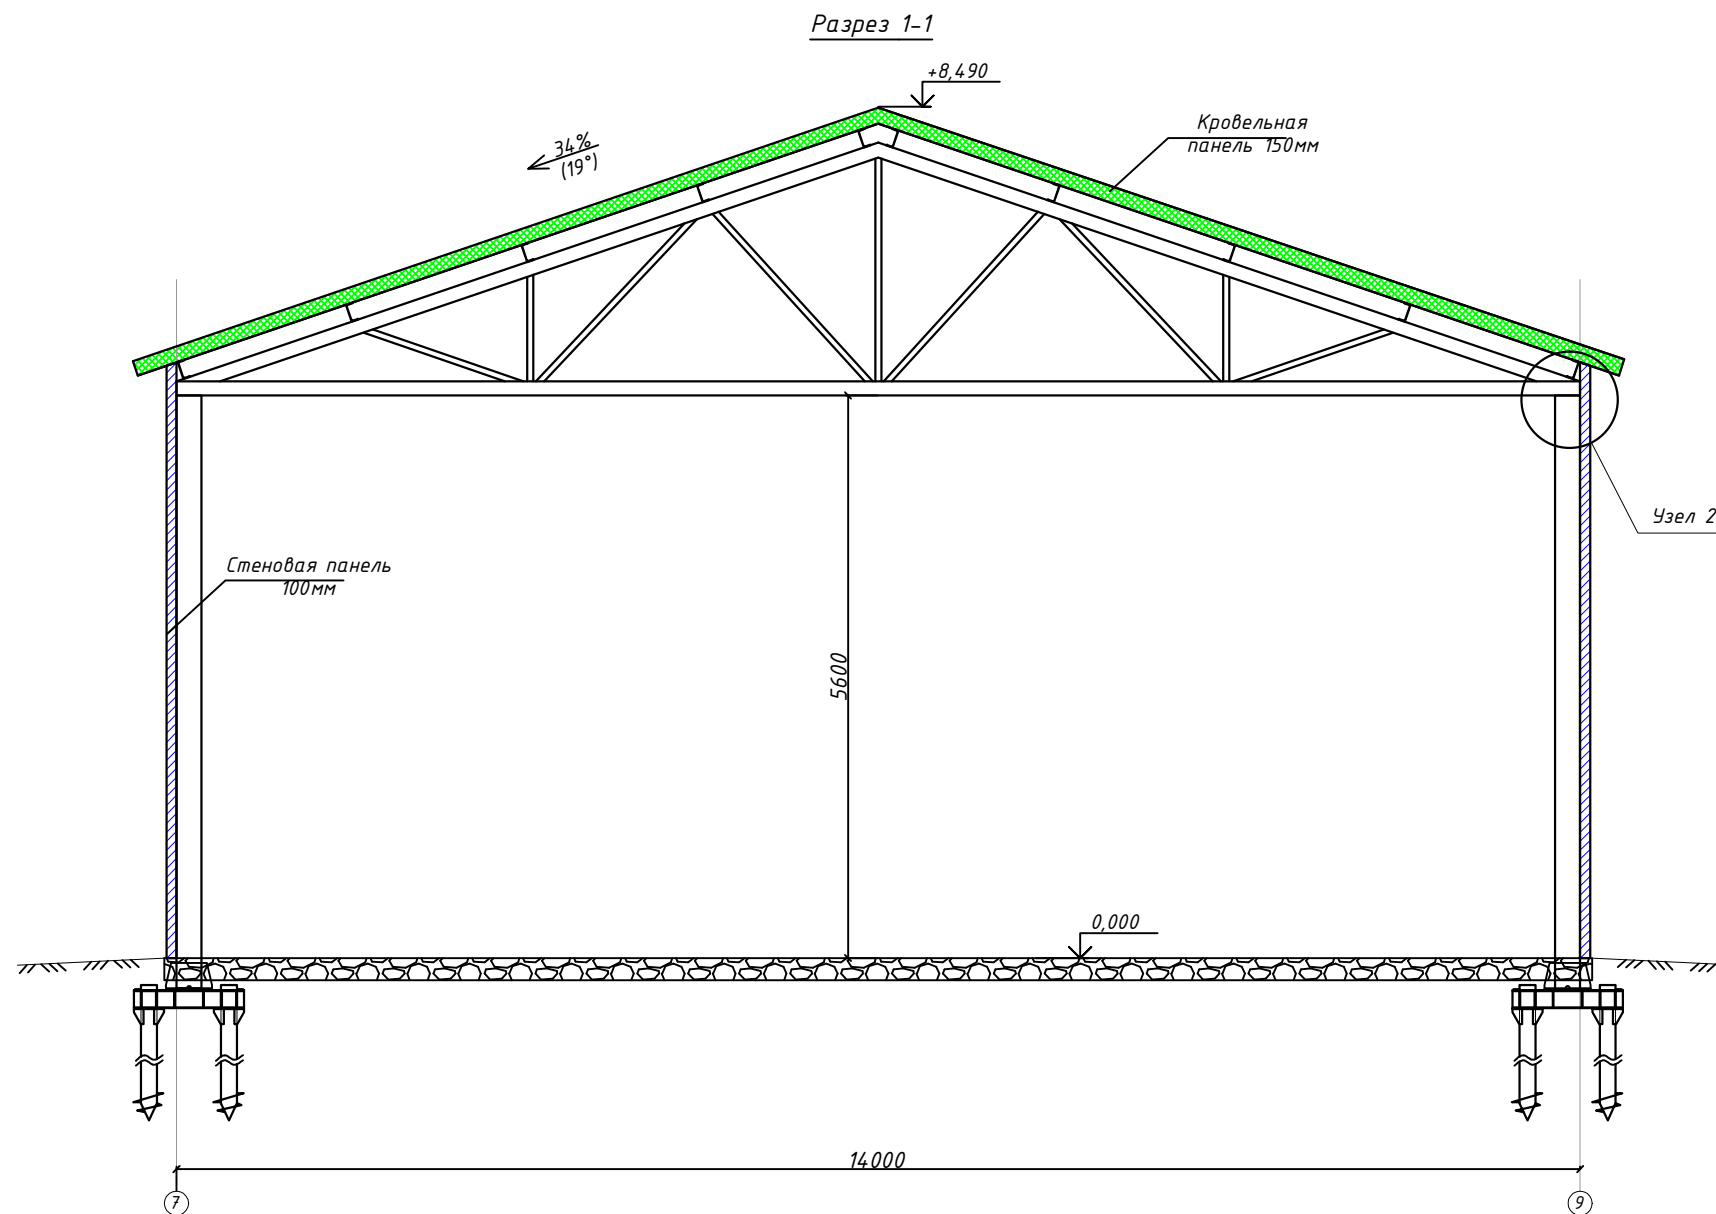 Разрез 1-1
+8,490
34%
(19°)
Кровельная
панель 150мм
Узел 2
Стеновая панель
100мм
5600
0,000
14000
7
9